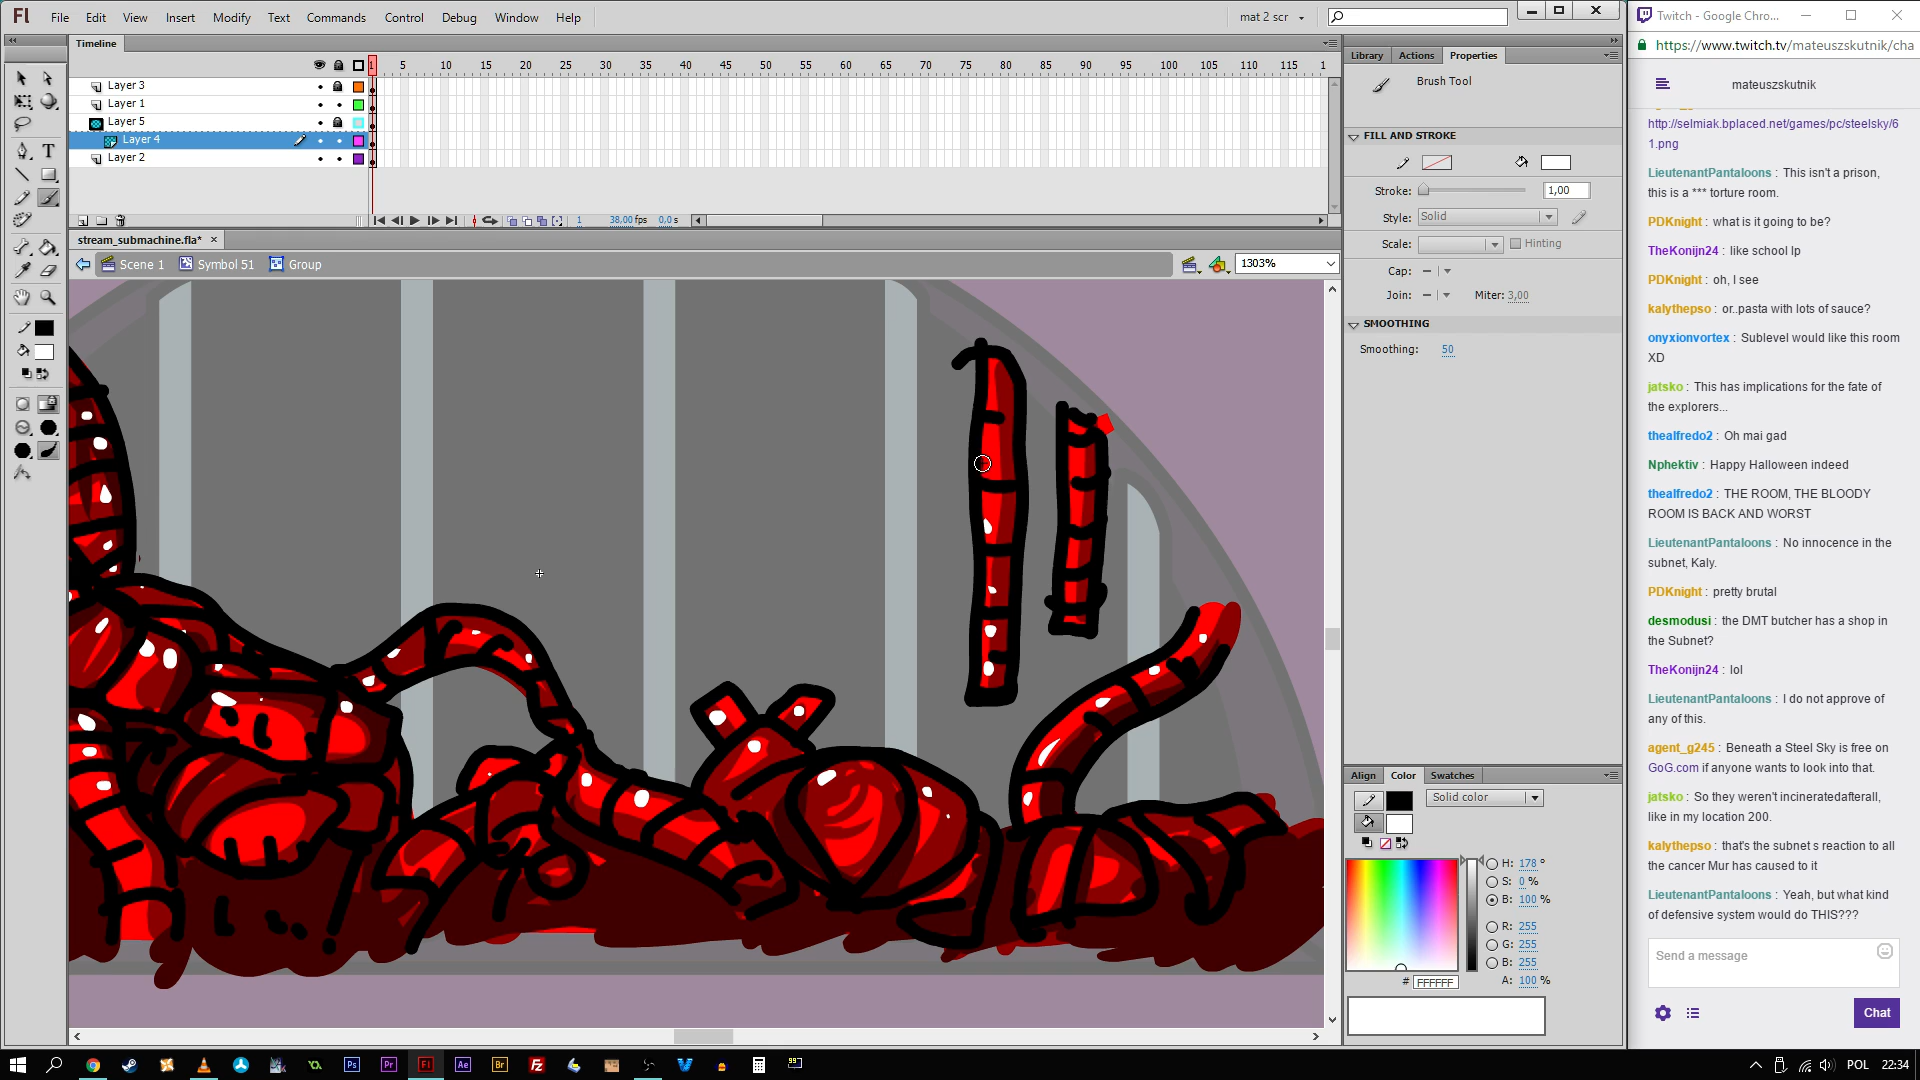 Fl File Edit View Insert Modify Text Commands Control Debug Window Help
mat 2 scr
Twitch - Google Chro...
https://www.twitch.tv/mateuszskutnik/cha
Timeline
1 5 10 15 20 25 30 35 40 45 50 55 60 65 70 75 80 85 90 95 100 105 110 115 1
Layer 3
Layer 1
Layer 5
Layer 4
Layer 2
1 38,00 fps 0,0 s
stream_submachine.fla*
Scene 1 Symbol 51 Group
1303%
Library Actions Properties
Brush Tool
FILL AND STROKE
Stroke: 1,00
Style: Solid
Scale: Hinting
Cap:
Join: Miter: 3,00
SMOOTHING
Smoothing: 50
Align Color Swatches
Solid color
H: 178 °
S: 0 %
B: 100 %
R: 255
G: 255
B: 255
A: 100 %
# FFFFFF
mateuszskutnik
http://selmiak.bplaced.net/games/pc/steelsky/6
1.png
LieutenantPantaloons : This isn't a prison,
this is a *** torture room.
PDKnight : what is it going to be?
TheKonijn24 : like school lp
PDKnight : oh, I see
kalythepso : or..pasta with lots of sauce?
onyxionvortex : Sublevel would like this room
XD
jatsko : This has implications for the fate of
the explorers...
thealfredo2 : Oh mai gad
Nphektiv : Happy Halloween indeed
thealfredo2 : THE ROOM, THE BLOODY
ROOM IS BACK AND WORST
LieutenantPantaloons : No innocence in the
subnet, Kaly.
PDKnight : pretty brutal
desmodusi : the DMT butcher has a shop in
the Subnet?
TheKonijn24 : lol
LieutenantPantaloons : I do not approve of
any of this.
agent_g245 : Beneath a Steel Sky is free on
GoG.com if anyone wants to look into that.
jatsko : So they weren't incineratedafterall,
like in my location 200.
kalythepso : that's the subnet s reaction to all
the cancer Mur has caused to it
LieutenantPantaloons : Yeah, but what kind
of defensive system would do THIS???
Send a message
Chat
Ps Pr Fl Ae Br Fz
POL 22:34